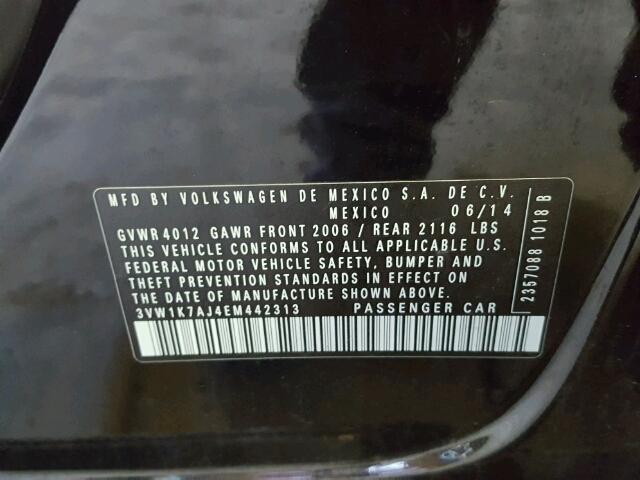 MFD BY VOLKSWAGEN DE MEXICO S.A. DE C.V.
MEXICO 06/14
GVWR 4012 GAWR FRONT 2006 / REAR 2116 LBS
THIS VEHICLE CONFORMS TO ALL APPLICABLE U.S.
FEDERAL MOTOR VEHICLE SAFETY, BUMPER AND
THEFT PREVENTION STANDARDS IN EFFECT ON
THE DATE OF MANUFACTURE SHOWN ABOVE.
3VW1K7AJ4EM442313 PASSENGER CAR
2357088 1018 B